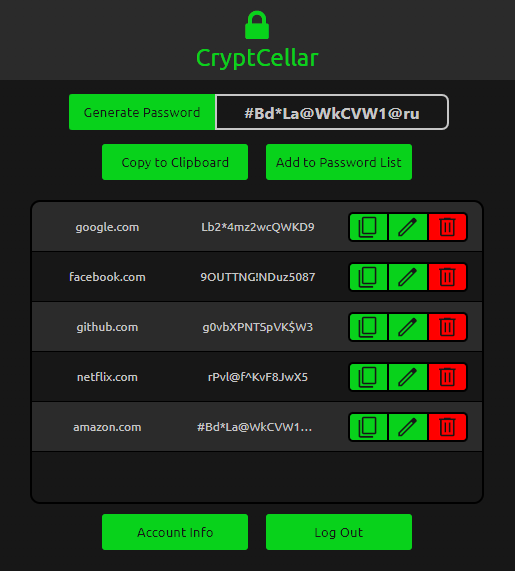 CryptCellar
Generate Password #Bd*La@WkCVW1@ru
Copy to Clipboard Add to Password List
google.com Lb2*4mz2wcQWKD9
facebook.com 9OUTTNG!NDuz5087
github.com g0vbXPNTSpVK$W3
netflix.com rPvl@f^KvF8JwX5
amazon.com #Bd*La@WkCVW1...
Account Info Log Out